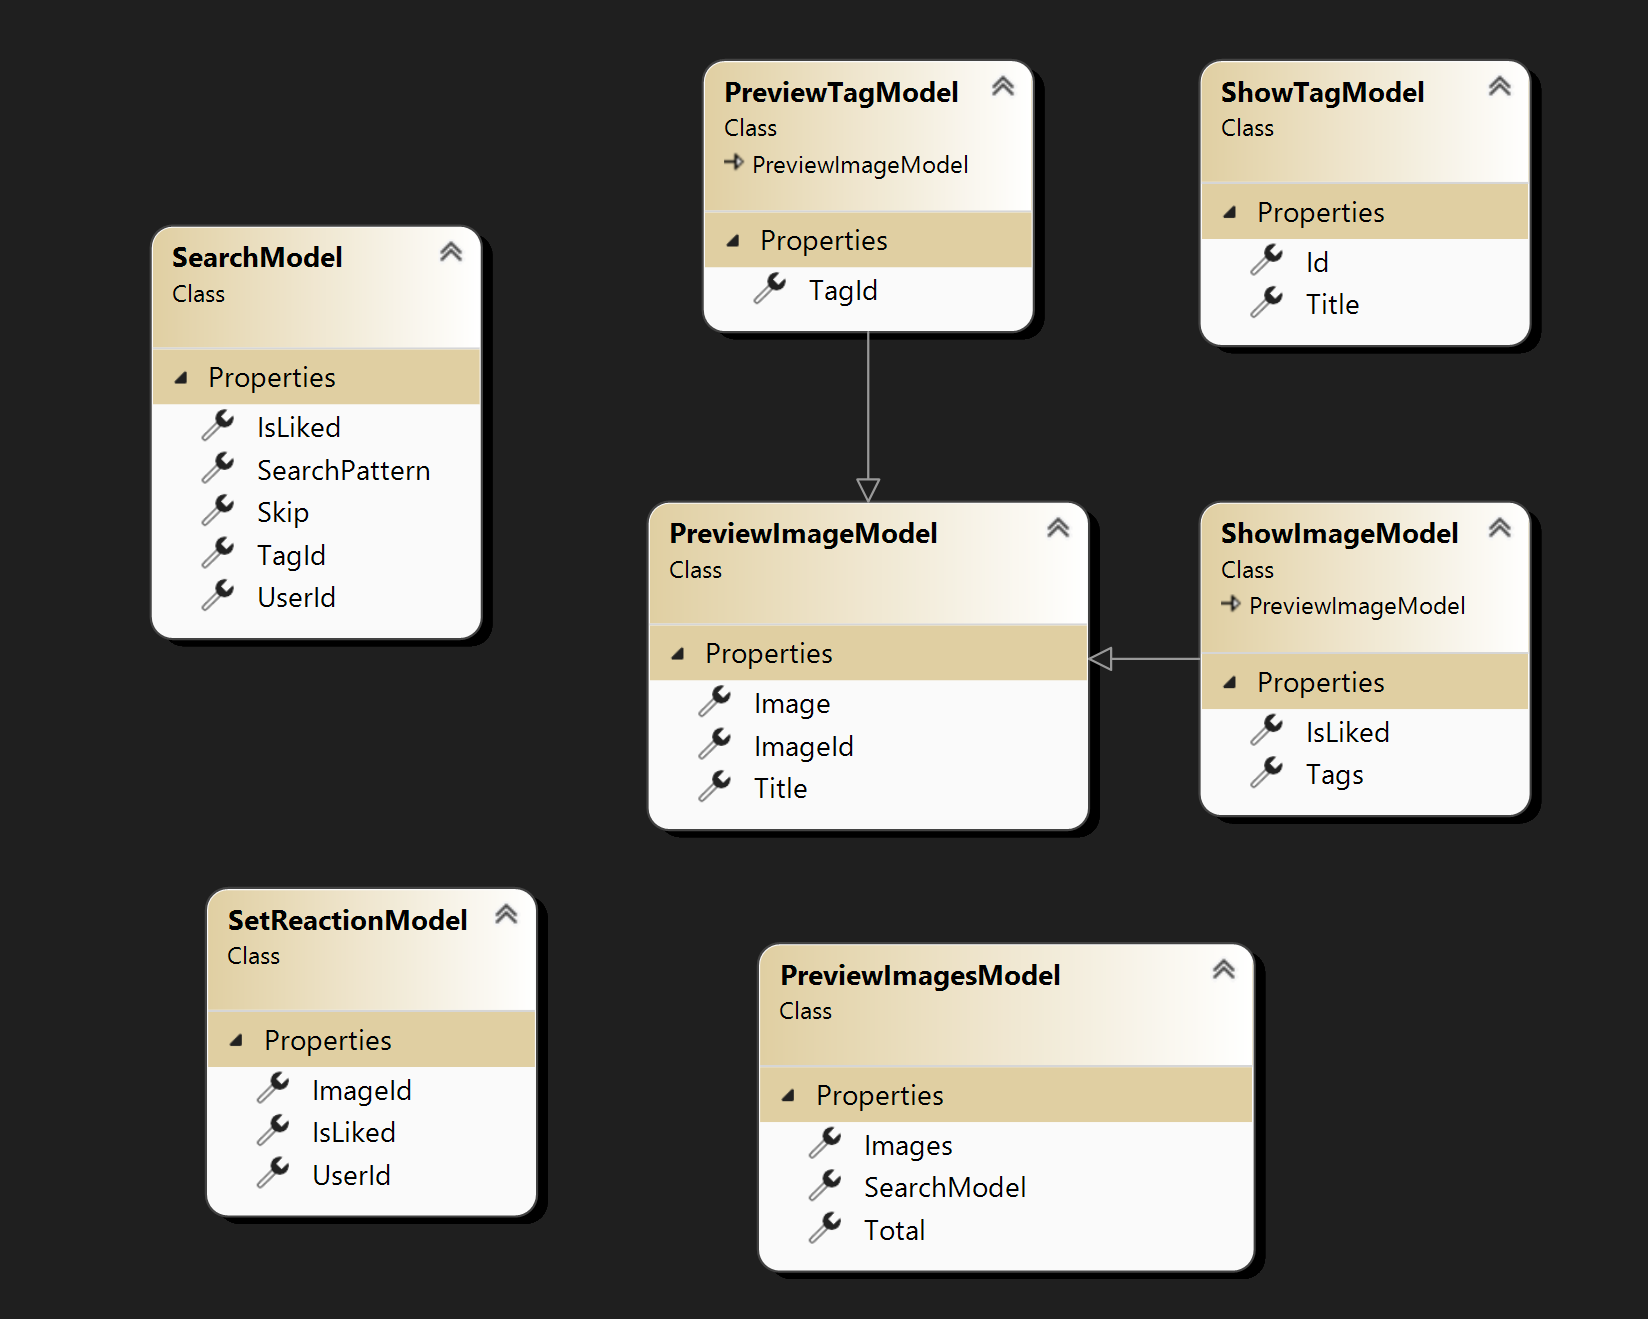 PreviewTagModel
Class
PreviewImageModel
Properties
TagId
ShowTagModel
Class
Properties
Id
Title
SearchModel
Class
Properties
IsLiked
SearchPattern
Skip
TagId
UserId
PreviewImageModel
Class
Properties
Image
ImageId
Title
ShowImageModel
Class
PreviewImageModel
Properties
IsLiked
Tags
SetReactionModel
Class
Properties
ImageId
IsLiked
UserId
PreviewImagesModel
Class
Properties
Images
SearchModel
Total